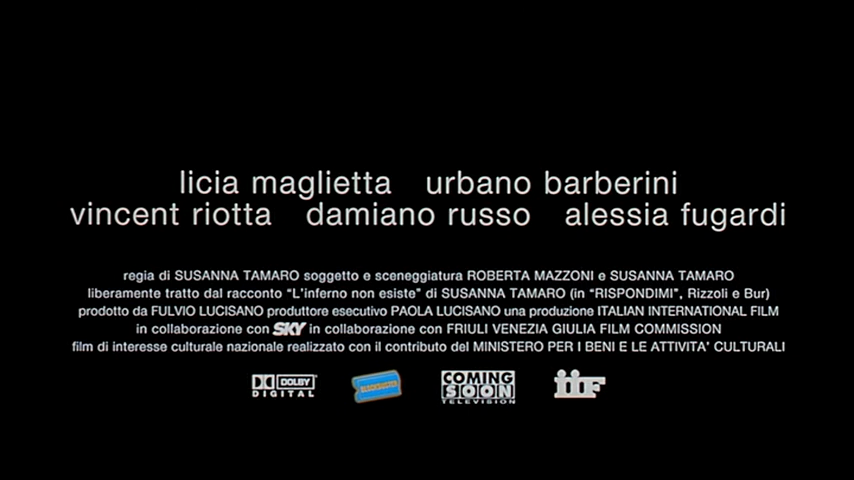 licia maglietta urbano barberini
vincent riotta damiano russo alessia fugardi
regia di SUSANNA TAMARO soggetto e sceneggiatura ROBERTA MAZZONI e SUSANNA TAMARO
liberamente tratto dal racconto "L'inferno non esiste" di SUSANNA TAMARO (in "RISPONDIMI", Rizzoli e Bur)
prodotto da FULVIO LUCISANO produttore esecutivo PAOLA LUCISANO una produzione ITALIAN INTERNATIONAL FILM
in collaborazione con SKY in collaborazione con FRIULI VENEZIA GIULIA FILM COMMISSION
film di interesse culturale nazionale realizzato con il contributo del MINISTERO PER I BENI E LE ATTIVITA' CULTURALI
DOLBY DIGITAL BLOCKBUSTER COMING SOON TELEVISION iif